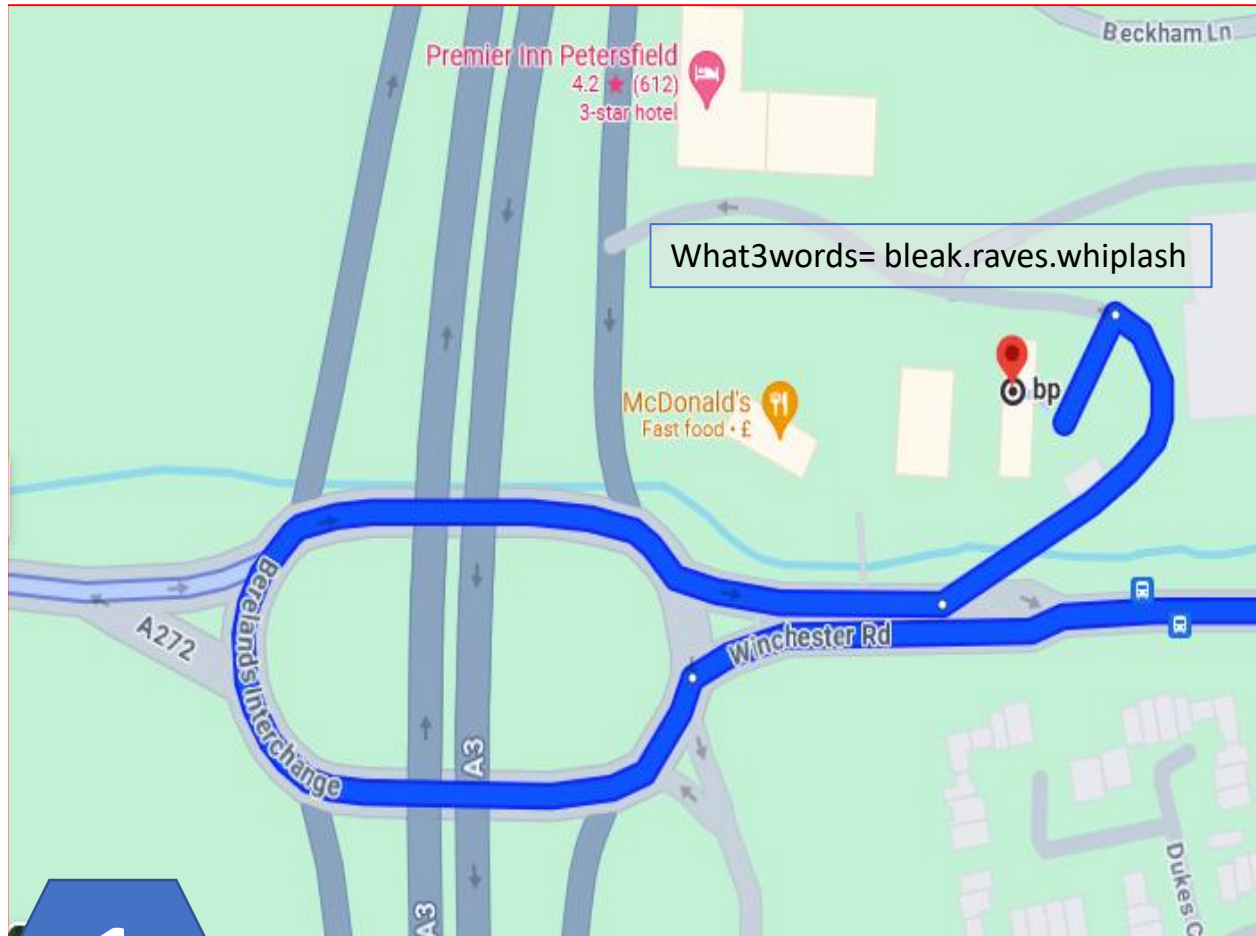 Beckham Ln
Premier Inn Petersfield
4.2 ★ (612)
3-star hotel
What3words= bleak.raves.whiplash
bp
McDonald's
Fast food · £
Berelands Interchange
A272
Winchester Rd
A3
A3
Dukes C